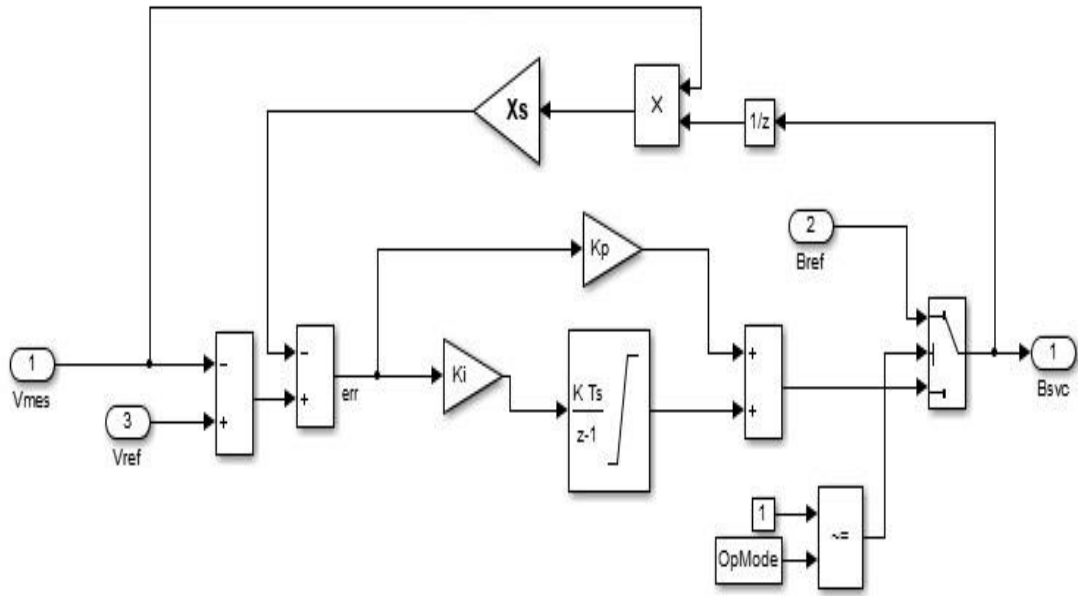 Xs
X
1/z
2
Bref
Kp
1
Vmes
3
Vref
−
+
−
+
err
Ki
K Ts
z-1
+
+
1
Bsvc
1
OpMode
~=